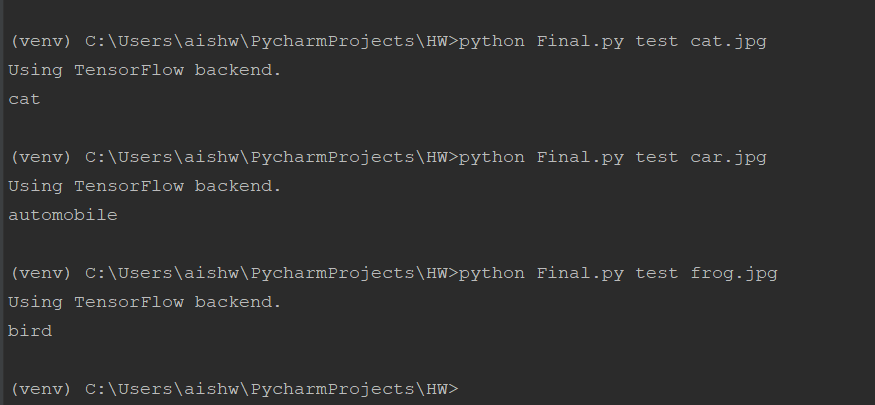 (venv) C:\Users\aishw\PycharmProjects\HW>python Final.py test cat.jpg
Using TensorFlow backend.
cat
(venv) C:\Users\aishw\PycharmProjects\HW>python Final.py test car.jpg
Using TensorFlow backend.
automobile
(venv) C:\Users\aishw\PycharmProjects\HW>python Final.py test frog.jpg
Using TensorFlow backend.
bird
(venv) C:\Users\aishw\PycharmProjects\HW>